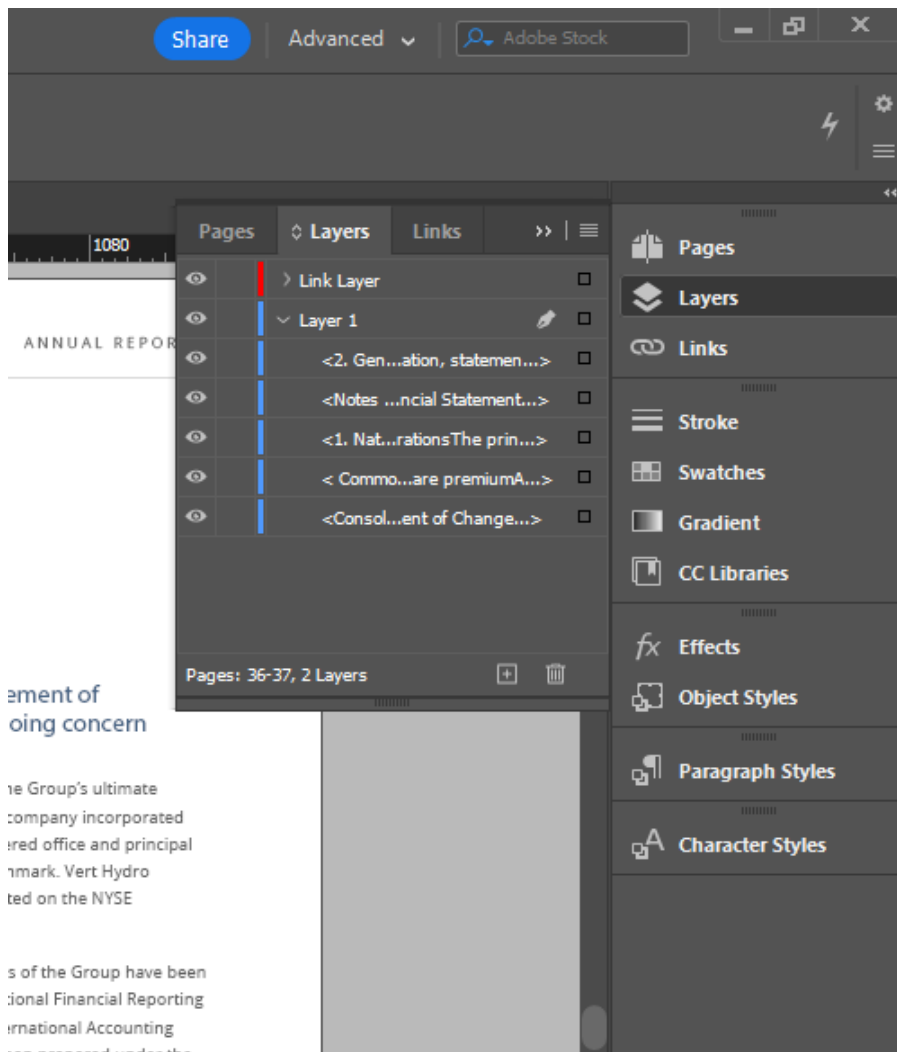 Share
Advanced
Adobe Stock
Pages
Layers
Links
1080
Link Layer
Layer 1
<2. Gen...ation, statemen...>
<Notes ...ncial Statement...>
<1. Nat...rationsThe prin...>
< Commo...are premiumA...>
<Consol...ent of Change...>
Pages: 36-37, 2 Layers
ANNUAL REPOR
ement of
oing concern
ne Group's ultimate
company incorporated
ered office and principal
nmark. Vert Hydro
ted on the NYSE
s of the Group have been
tional Financial Reporting
ernational Accounting
Pages
Layers
Links
Stroke
Swatches
Gradient
CC Libraries
fx Effects
Object Styles
Paragraph Styles
A Character Styles